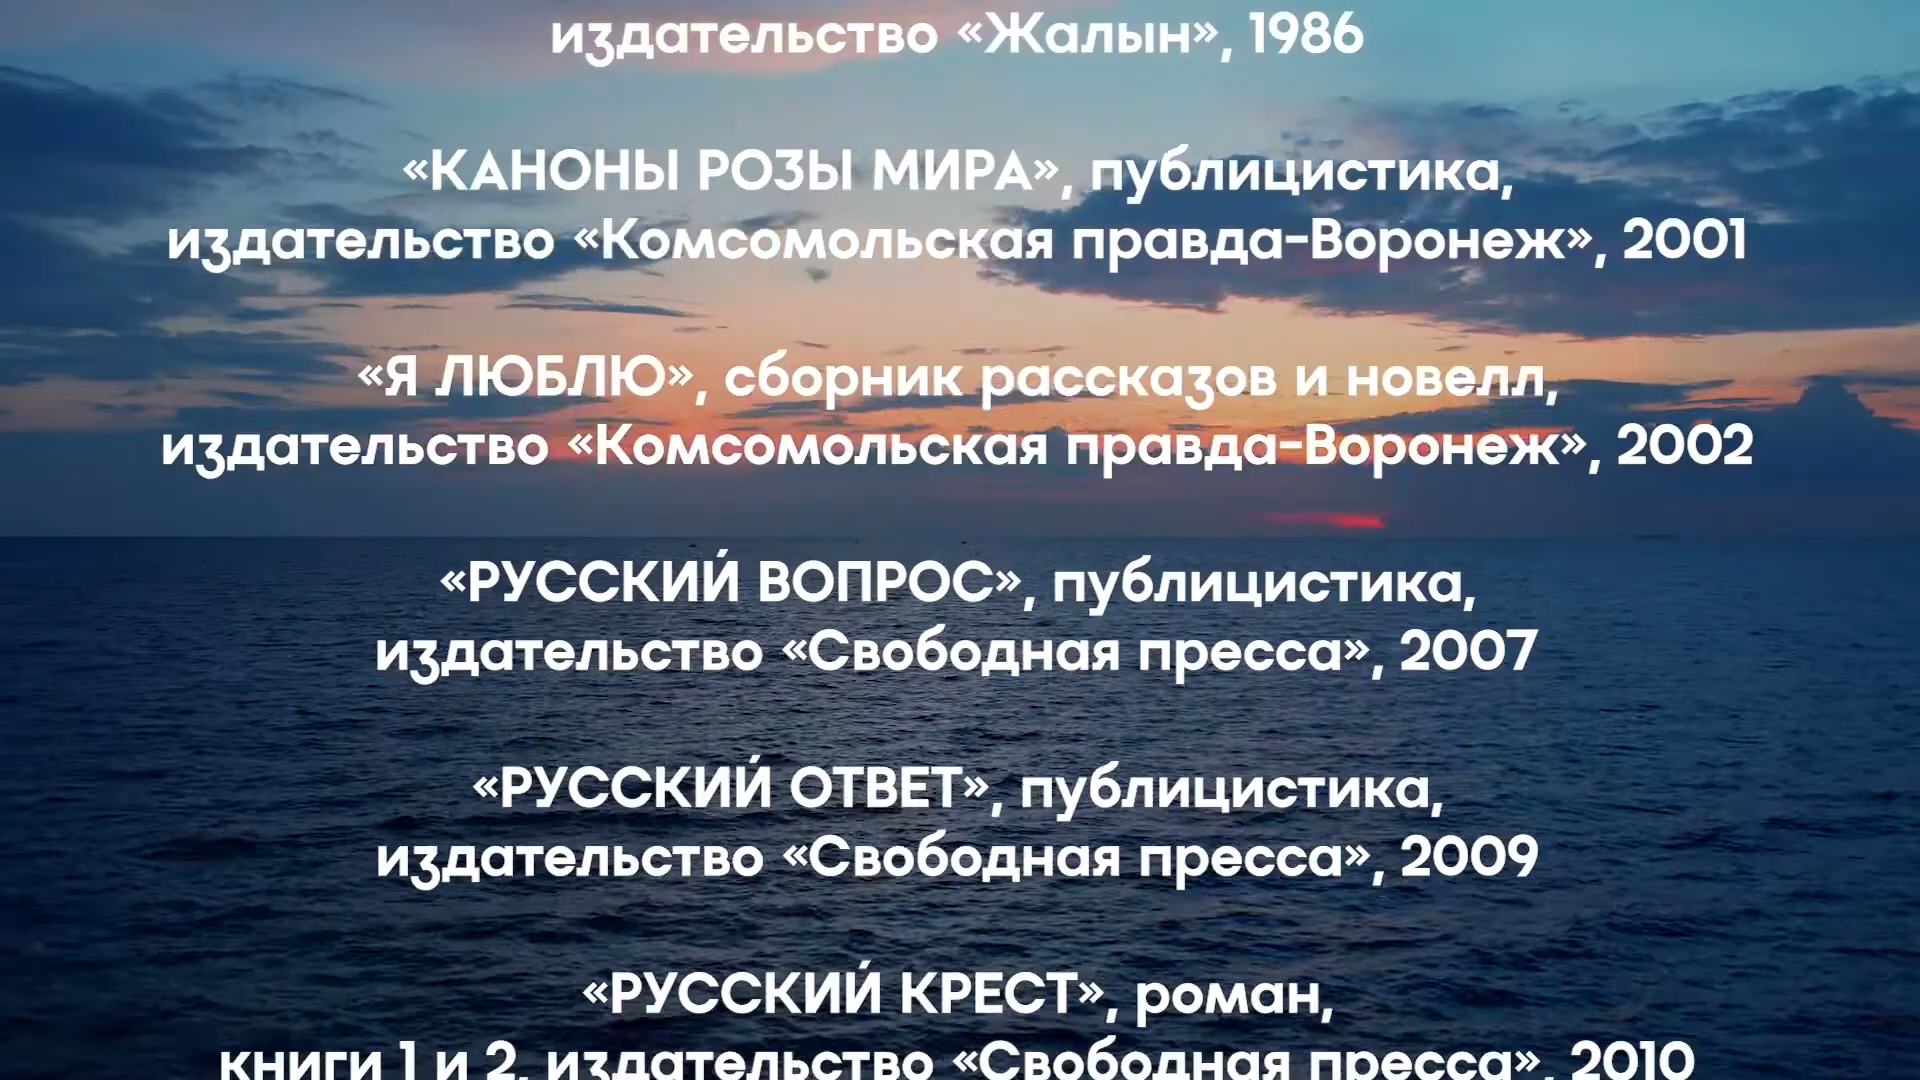 издательство «Жалын», 1986
«КАНОНЫ РОЗЫ МИРА», публицистика,
издательство «Комсомольская правда-Воронеж», 2001
«Я ЛЮБЛЮ», сборник рассказов и новелл,
издательство «Комсомольская правда-Воронеж», 2002
«РУССКИЙ ВОПРОС», публицистика,
издательство «Свободная пресса», 2007
«РУССКИЙ ОТВЕТ», публицистика,
издательство «Свободная пресса», 2009
«РУССКИЙ КРЕСТ», роман,
книги 1 и 2, издательство «Свободная пресса», 2010